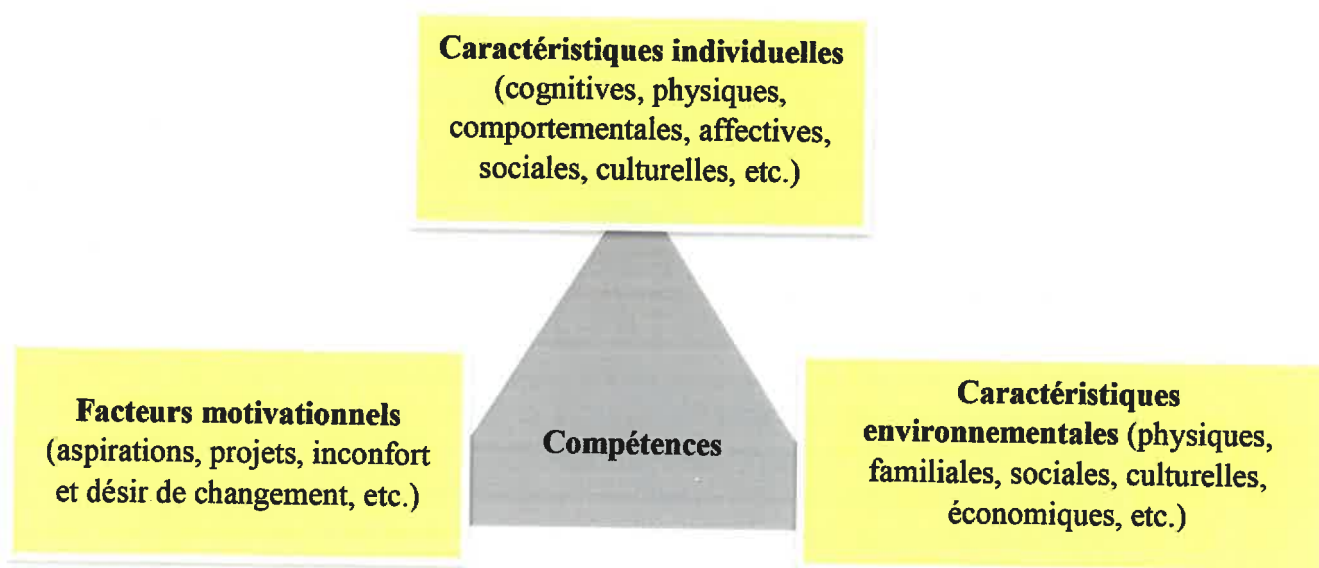 Caractéristiques individuelles
(cognitives, physiques,
comportementales, affectives,
sociales, culturelles, etc.)
Facteurs motivationnels
(aspirations, projets, inconfort
et désir de changement, etc.)
Compétences
Caractéristiques
environnementales (physiques,
familiales, sociales, culturelles,
économiques, etc.)